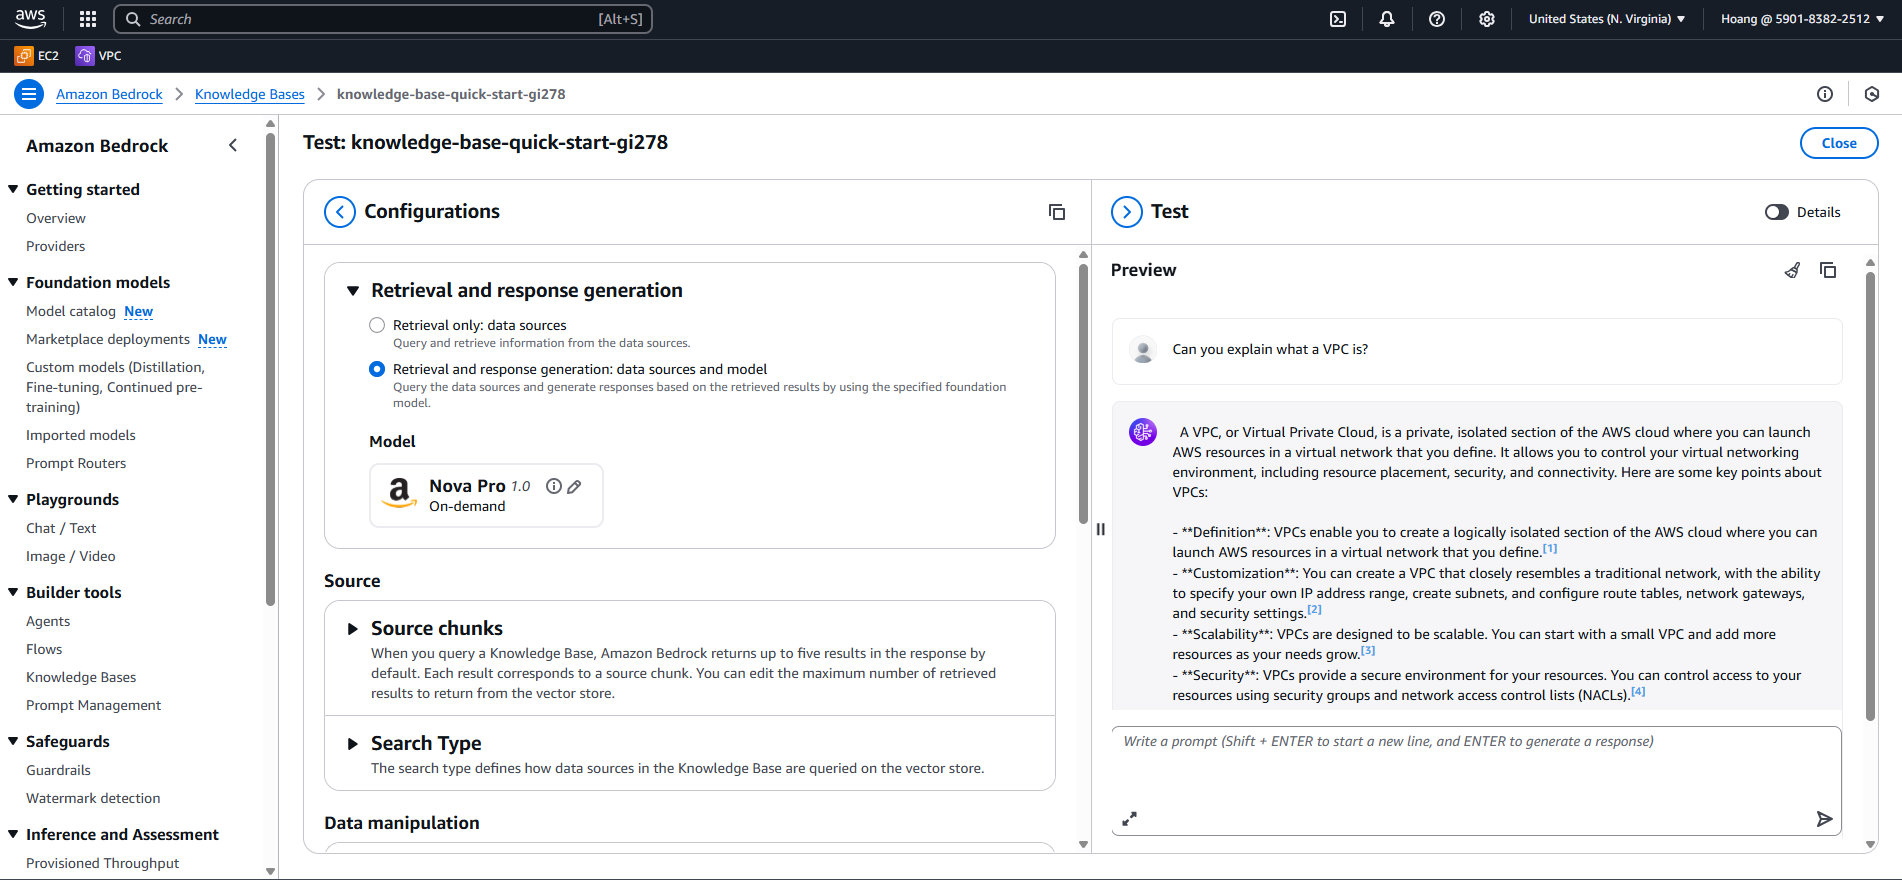 aws
Search
[Alt+S]
United States (N. Virginia)
Hoang @ 5901-8382-2512
EC2
VPC
Amazon Bedrock
Knowledge Bases
knowledge-base-quick-start-gi278
Amazon Bedrock
Getting started
Overview
Providers
Foundation models
Model catalog New
Marketplace deployments New
Custom models (Distillation,
Fine-tuning, Continued pre-
training)
Imported models
Prompt Routers
Playgrounds
Chat / Text
Image / Video
Builder tools
Agents
Flows
Knowledge Bases
Prompt Management
Safeguards
Guardrails
Watermark detection
Inference and Assessment
Provisioned Throughput
Test: knowledge-base-quick-start-gi278
Close
Configurations
Retrieval and response generation
Retrieval only: data sources
Query and retrieve information from the data sources.
Retrieval and response generation: data sources and model
Query the data sources and generate responses based on the retrieved results by using the specified foundation
model.
Model
a
Nova Pro 1.0
On-demand
Source
Source chunks
When you query a Knowledge Base, Amazon Bedrock returns up to five results in the response by
default. Each result corresponds to a source chunk. You can edit the maximum number of retrieved
results to return from the vector store.
Search Type
The search type defines how data sources in the Knowledge Base are queried on the vector store.
Data manipulation
Test
Details
Preview
Can you explain what a VPC is?
A VPC, or Virtual Private Cloud, is a private, isolated section of the AWS cloud where you can launch
AWS resources in a virtual network that you define. It allows you to control your virtual networking
environment, including resource placement, security, and connectivity. Here are some key points about
VPCs:
- **Definition**: VPCs enable you to create a logically isolated section of the AWS cloud where you can
launch AWS resources in a virtual network that you define.[1]
- **Customization**: You can create a VPC that closely resembles a traditional network, with the ability
to specify your own IP address range, create subnets, and configure route tables, network gateways,
and security settings.[2]
- **Scalability**: VPCs are designed to be scalable. You can start with a small VPC and add more
resources as your needs grow.[3]
- **Security**: VPCs provide a secure environment for your resources. You can control access to your
resources using security groups and network access control lists (NACLs).[4]
Write a prompt (Shift + ENTER to start a new line, and ENTER to generate a response)